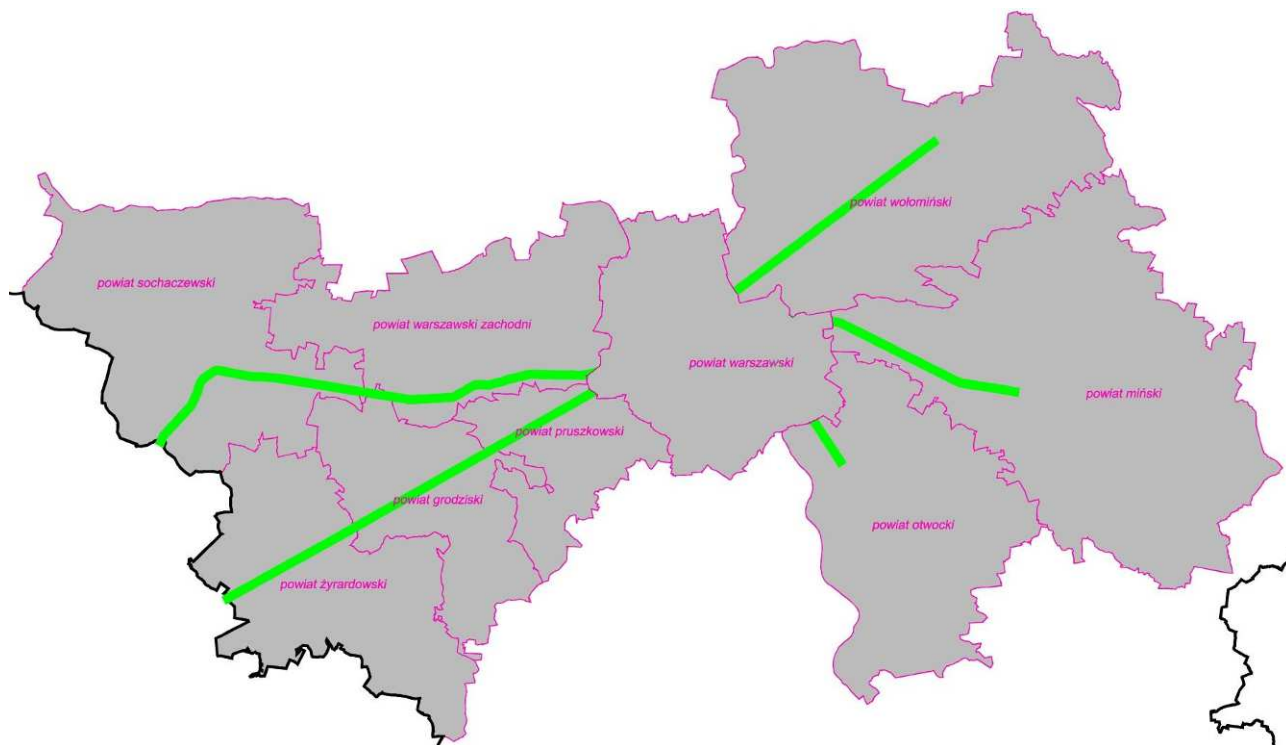 powiat wołomiński
powiat sochaczewski
powiat warszawski zachodni
powiat warszawski
powiat miński
powiat pruszkowski
powiat grodziski
powiat otwocki
powiat żyrardowski